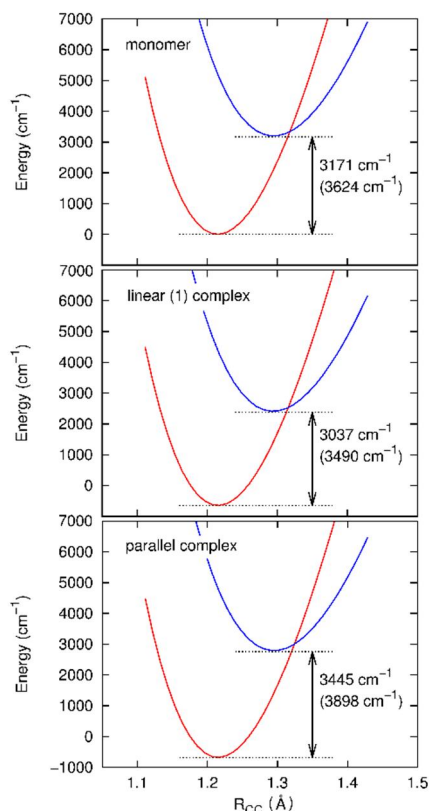 7000
monomer
6000
5000
4000
3000
2000
1000
0
Energy (cm⁻¹)
3171 cm⁻¹
(3624 cm⁻¹)
7000
linear (1) complex
6000
5000
4000
3000
2000
1000
0
Energy (cm⁻¹)
3037 cm⁻¹
(3490 cm⁻¹)
7000
parallel complex
6000
5000
4000
3000
2000
1000
0
-1000
Energy (cm⁻¹)
3445 cm⁻¹
(3898 cm⁻¹)
1.1 1.2 1.3 1.4 1.5
R_CC (Å)